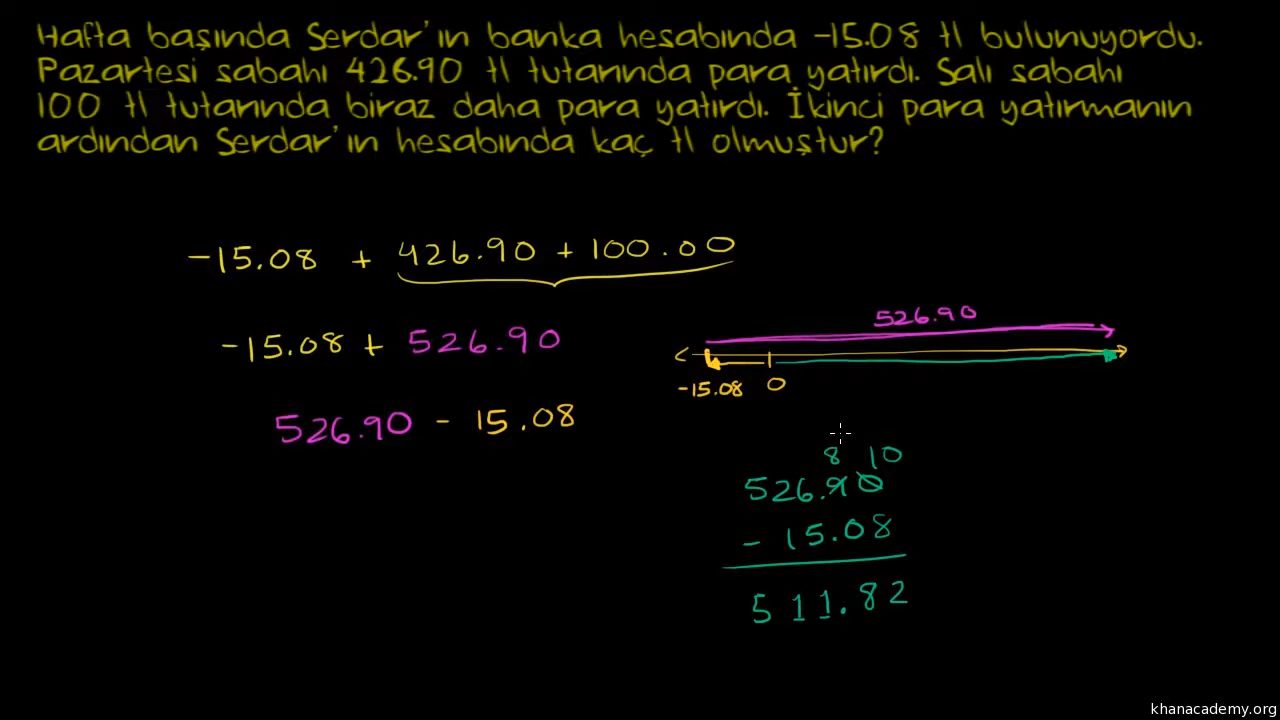 Hafta başında Serdar'ın banka hesabında -15.08 tl bulunuyordu.
Pazartesi sabahı 426.90 tl tutarında para yatırdı. Salı sabahı
100 tl tutarında biraz daha para yatırdı. İkinci para yatırmanın
ardından Serdar'ın hesabında kaç tl olmuştur?
-15.08 + 426.90 + 100.00
-15.08 + 526.90
526.90 - 15.08
526.90
-15.08 0
8 10
526.90
- 15.08
511.82
khanacademy.org